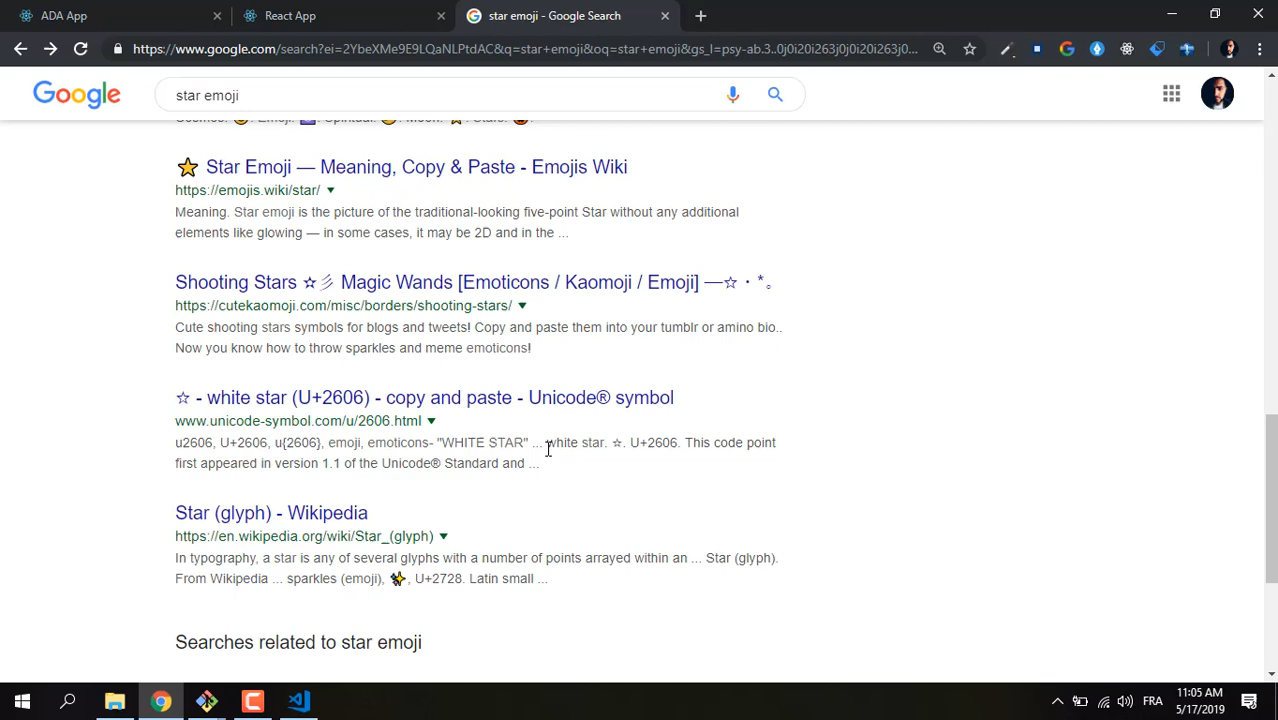 ADA App
React App
star emoji - Google Search
https://www.google.com/search?ei=2YbeXMe9E9LQaNLPtdAC&q=star+emoji&oq=star+emoji&gs_l=psy-ab.3..0j0i20i263j0j0i20i263j0j0...
Google
star emoji
⭐ Star Emoji — Meaning, Copy & Paste - Emojis Wiki
https://emojis.wiki/star/
Meaning. Star emoji is the picture of the traditional-looking five-point Star without any additional
elements like glowing — in some cases, it may be 2D and in the ...
Shooting Stars ☆彡 Magic Wands [Emoticons / Kaomoji / Emoji] —☆・*。
https://cutekaomoji.com/misc/borders/shooting-stars/
Cute shooting stars symbols for blogs and tweets! Copy and paste them into your tumblr or amino bio..
Now you know how to throw sparkles and meme emoticons!
☆ - white star (U+2606) - copy and paste - Unicode® symbol
www.unicode-symbol.com/u/2606.html
u2606, U+2606, u{2606}, emoji, emoticons- "WHITE STAR" ... white star. ☆. U+2606. This code point
first appeared in version 1.1 of the Unicode® Standard and ...
Star (glyph) - Wikipedia
https://en.wikipedia.org/wiki/Star_(glyph)
In typography, a star is any of several glyphs with a number of points arrayed within an ... Star (glyph).
From Wikipedia ... sparkles (emoji), ✨, U+2728. Latin small ...
Searches related to star emoji
FRA
11:05 AM
5/17/2019